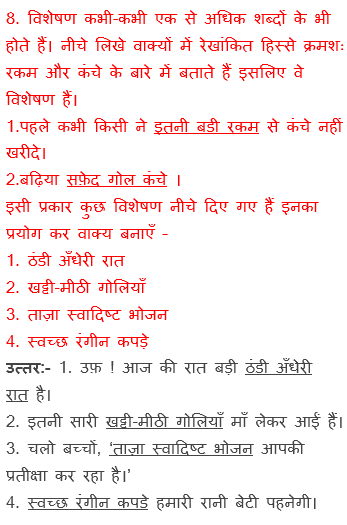 8. विशेषण कभी-कभी एक से अधिक शब्दों के भी
होते हैं। नीचे लिखे वाक्यों में रेखांकित हिस्से क्रमशः
रकम और कंचे के बारे में बताते हैं इसलिए वे
विशेषण हैं।
1.पहले कभी किसी ने इतनी बडी रकम से कंचे नहीं
खरीदे।
2.बढ़िया सफ़ेद गोल कंचे ।
इसी प्रकार कुछ विशेषण नीचे दिए गए हैं इनका
प्रयोग कर वाक्य बनाएँ -
1. ठंडी अँधेरी रात
2. खट्टी-मीठी गोलियाँ
3. ताज़ा स्वादिष्ट भोजन
4. स्वच्छ रंगीन कपड़े
उत्तर:- 1. उफ़ ! आज की रात बड़ी ठंडी अँधेरी
रात है।
2. इतनी सारी खट्टी-मीठी गोलियाँ माँ लेकर आई हैं।
3. चलो बच्चों, ‘ताज़ा स्वादिष्ट भोजन आपकी
प्रतीक्षा कर रहा है।’
4. स्वच्छ रंगीन कपडे हमारी रानी बेटी पहनेगी।